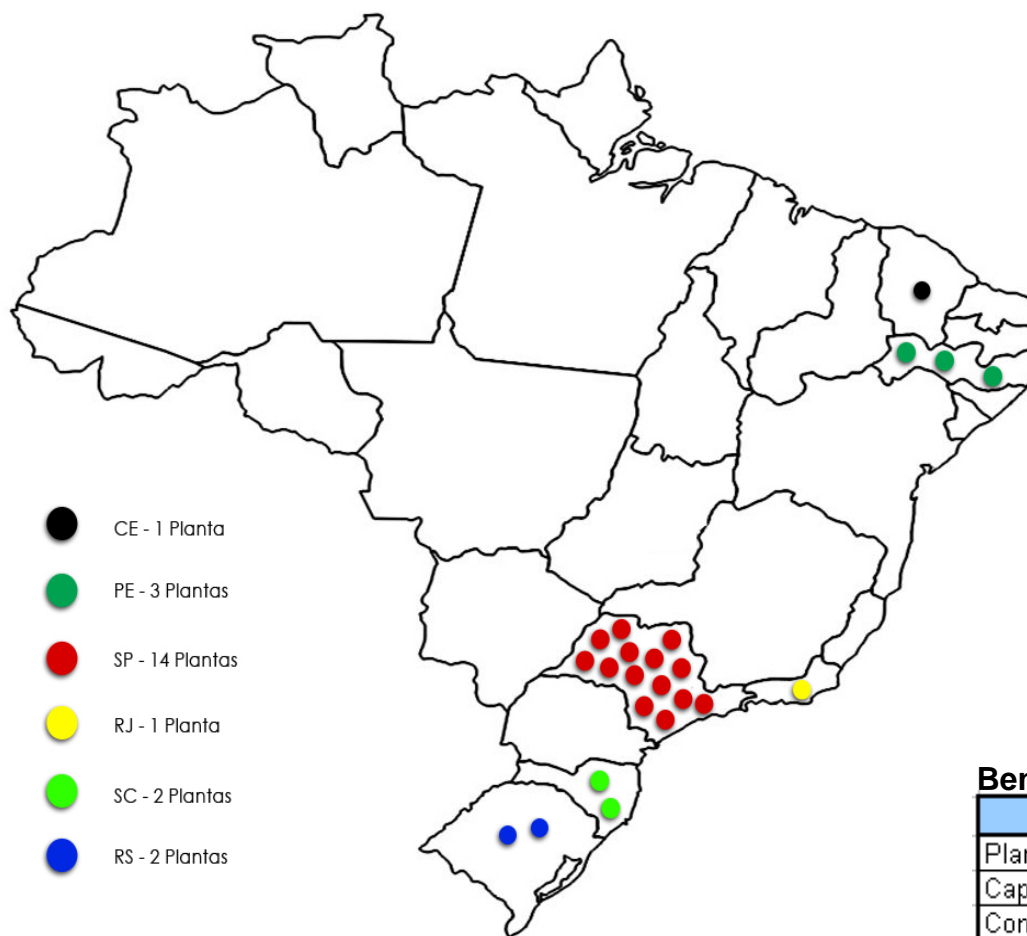 CE - 1 Planta
PE - 3 Plantas
SP - 14 Plantas
RJ - 1 Planta
SC - 2 Plantas
RS - 2 Plantas